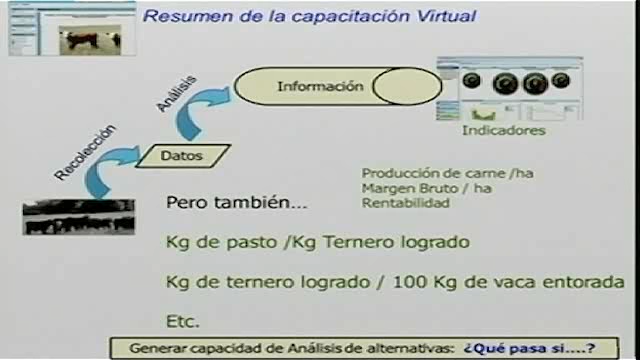 Resumen de la capacitación Virtual
Análisis
Información
Indicadores
Recolección
Datos
Producción de carne /ha
Margen Bruto / ha
Rentabilidad
Pero también...
Kg de pasto /Kg Ternero logrado
Kg de ternero logrado / 100 Kg de vaca entorada
Etc.
Generar capacidad de Análisis de alternativas: ¿Qué pasa si....?